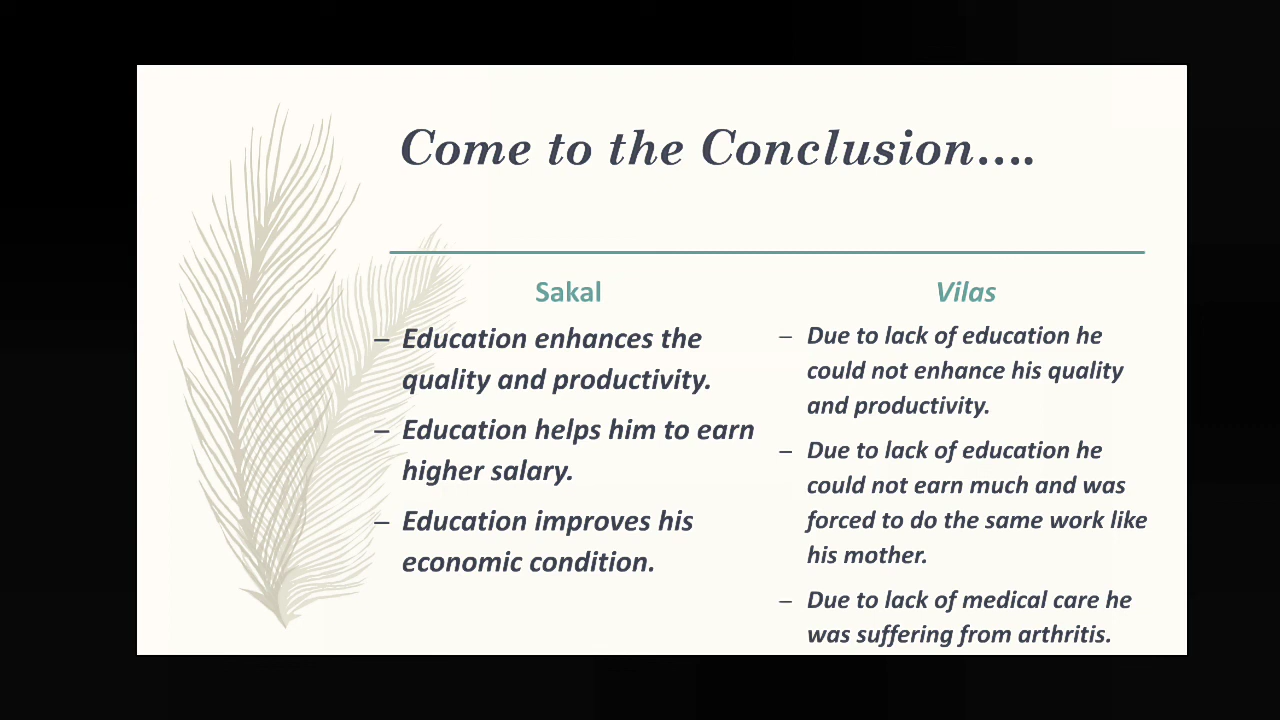 Come to the Conclusion....
Sakal
– Education enhances the
quality and productivity.
– Education helps him to earn
higher salary.
– Education improves his
economic condition.
Vilas
– Due to lack of education he
could not enhance his quality
and productivity.
– Due to lack of education he
could not earn much and was
forced to do the same work like
his mother.
– Due to lack of medical care he
was suffering from arthritis.